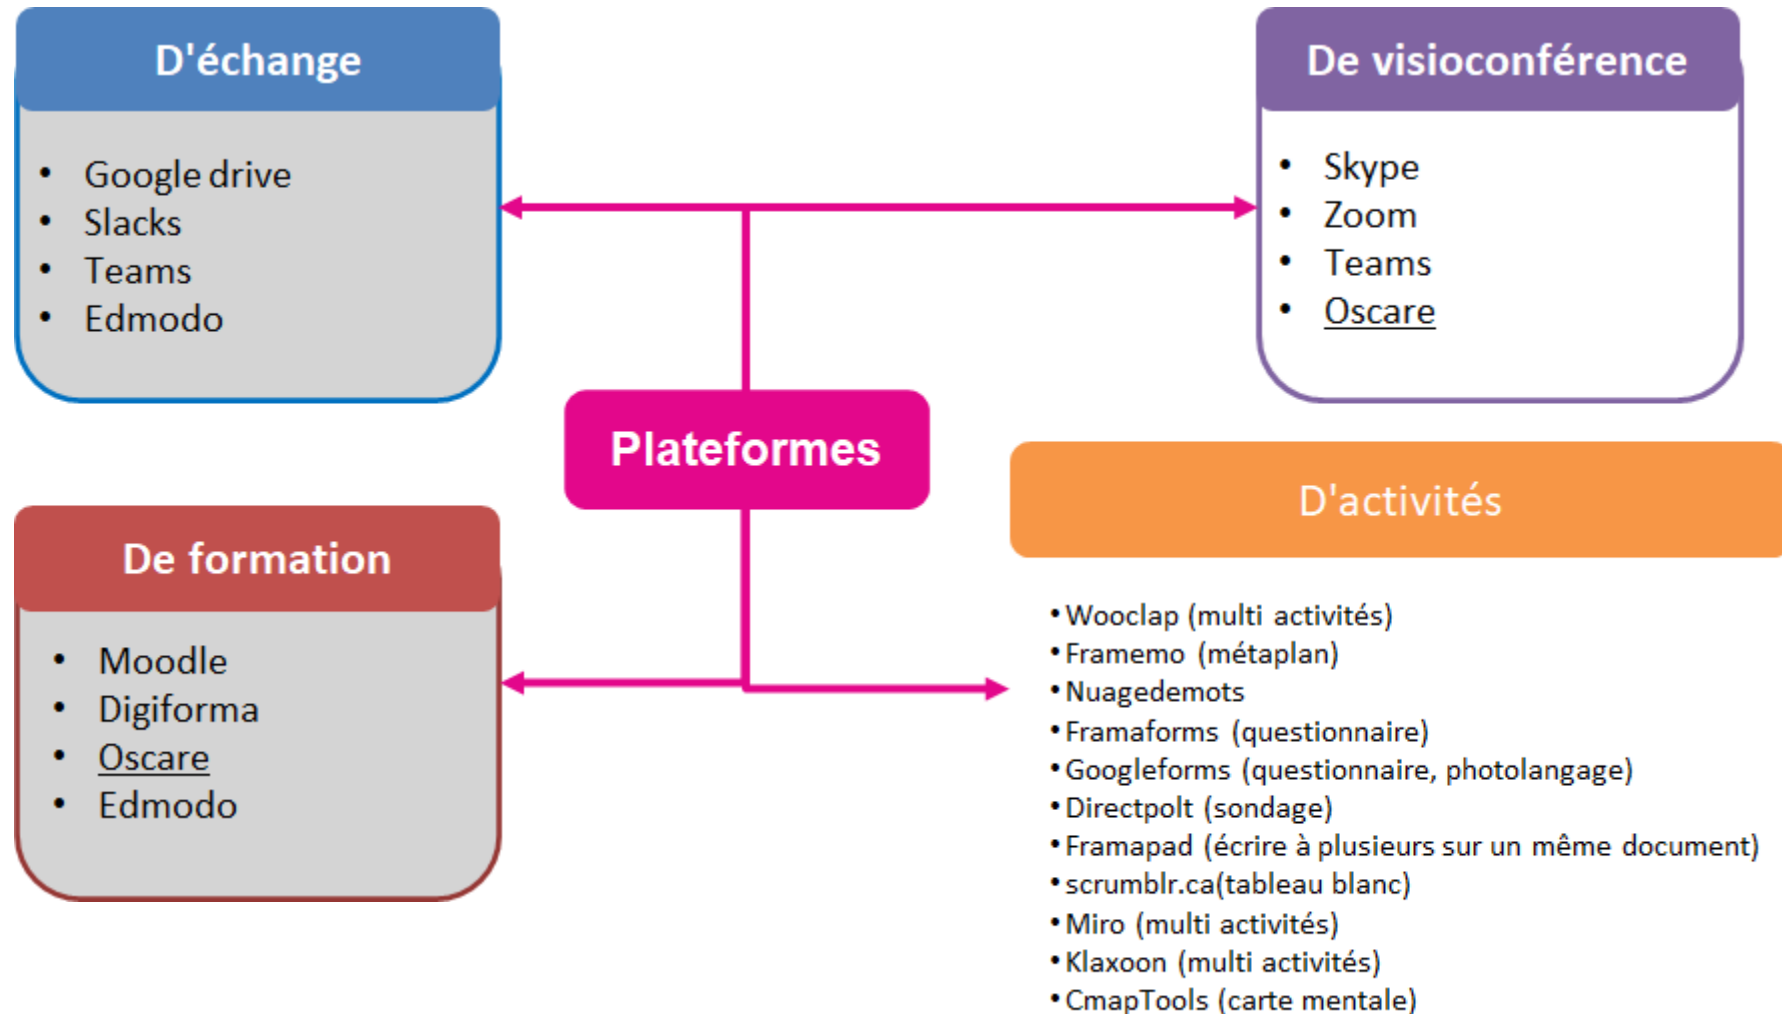 D'échange
• Google drive
• Slacks
• Teams
• Edmodo
De visioconférence
• Skype
• Zoom
• Teams
• Oscare
Plateformes
De formation
• Moodle
• Digiforma
• Oscare
• Edmodo
D'activités
• Wooclap (multi activités)
• Framemo (métaplan)
• Nuagedemots
• Framaforms (questionnaire)
• Googleforms (questionnaire, photolangage)
• Directpolt (sondage)
• Framapad (écrire à plusieurs sur un même document)
• scrumblr.ca(tableau blanc)
• Miro (multi activités)
• Klaxoon (multi activités)
• CmapTools (carte mentale)